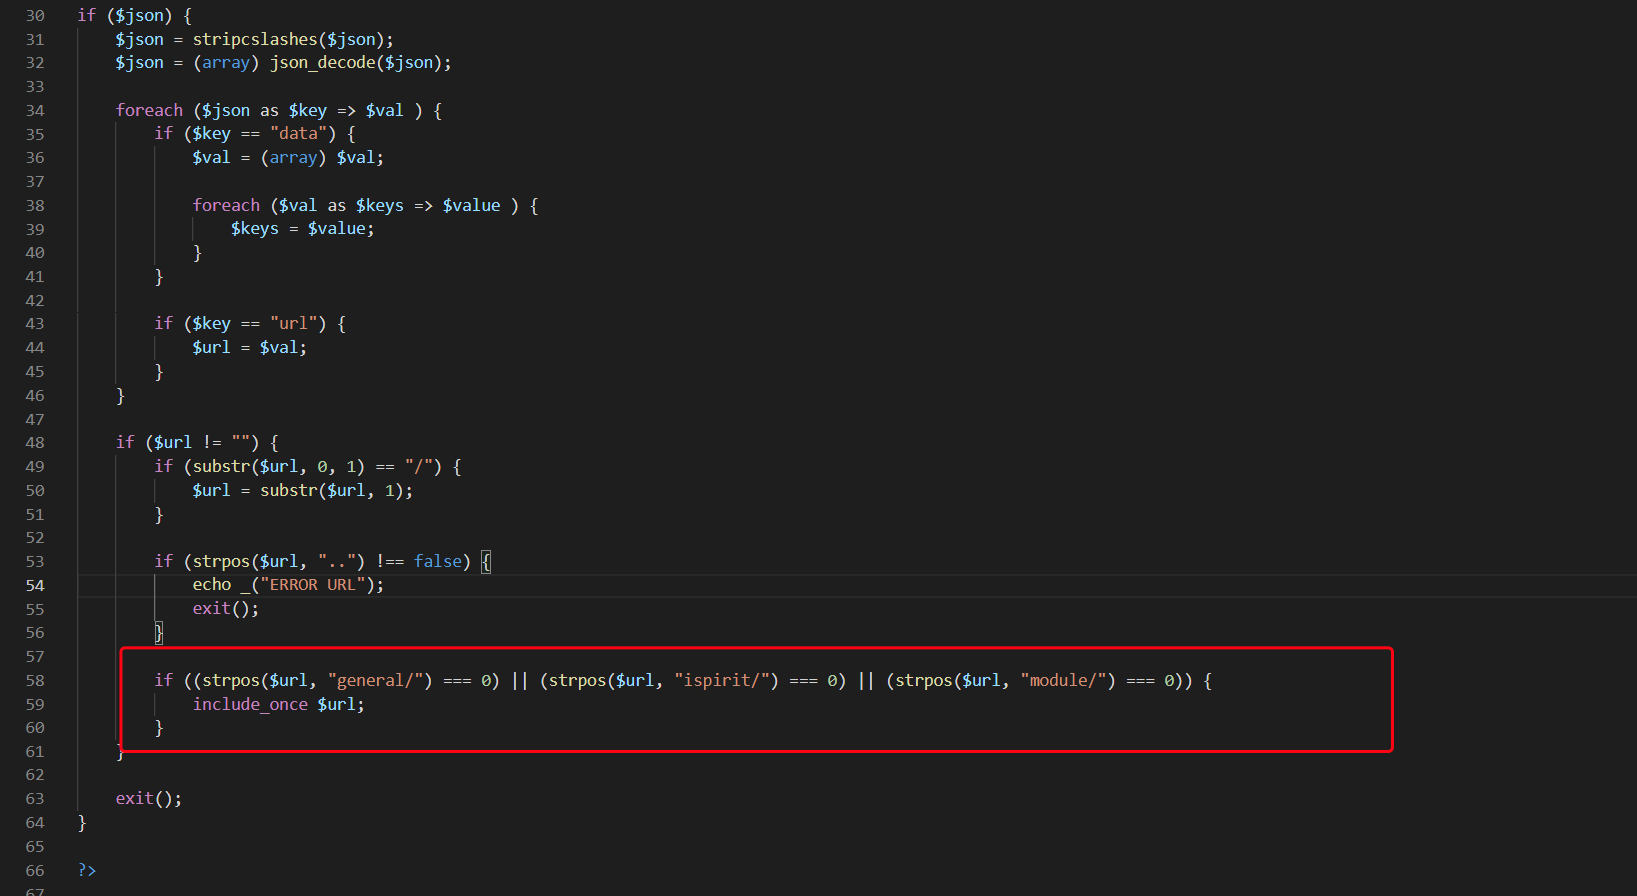 30 if ($json) {
31 $json = stripcslashes($json);
32 $json = (array) json_decode($json);
33
34 foreach ($json as $key => $val ) {
35 if ($key == "data") {
36 $val = (array) $val;
37
38 foreach ($val as $keys => $value ) {
39 $keys = $value;
40 }
41 }
42
43 if ($key == "url") {
44 $url = $val;
45 }
46 }
47
48 if ($url != "") {
49 if (substr($url, 0, 1) == "/") {
50 $url = substr($url, 1);
51 }
52
53 if (strpos($url, "..") !== false) {
54 echo _("ERROR URL");
55 exit();
56 }
57
58 if ((strpos($url, "general/") === 0) || (strpos($url, "ispirit/") === 0) || (strpos($url, "module/") === 0)) {
59 include_once $url;
60 }
61 }
62
63 exit();
64 }
65
66 ?>
67